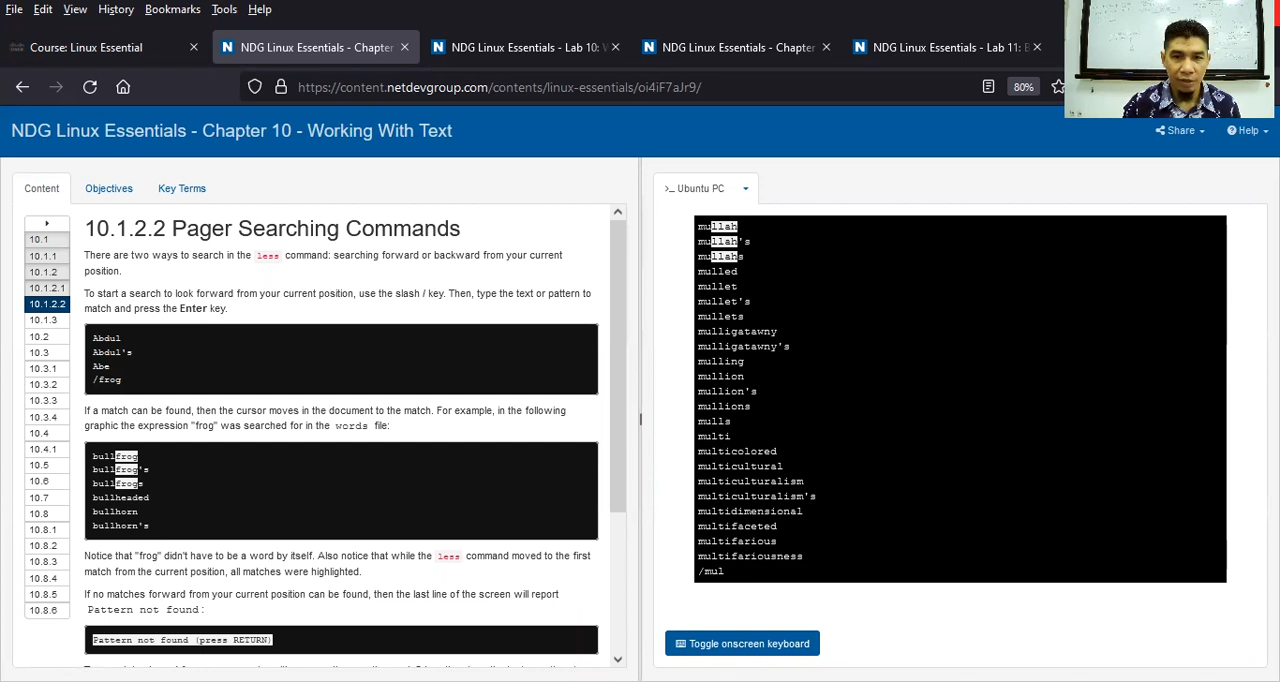 File Edit View History Bookmarks Tools Help
Course: Linux Essential
NDG Linux Essentials - Chapter
NDG Linux Essentials - Lab 10:
NDG Linux Essentials - Chapter
NDG Linux Essentials - Lab 11:
https://content.netdevgroup.com/contents/linux-essentials/oi4iF7aJr9/
80%
NDG Linux Essentials - Chapter 10 - Working With Text
Share
Help
Content
Objectives
Key Terms
10.1
10.1.1
10.1.2
10.1.2.1
10.1.2.2
10.1.3
10.2
10.3
10.3.1
10.3.2
10.3.3
10.3.4
10.4
10.4.1
10.5
10.6
10.7
10.8
10.8.1
10.8.2
10.8.3
10.8.4
10.8.5
10.8.6
10.1.2.2 Pager Searching Commands
There are two ways to search in the less command: searching forward or backward from your current
position.
To start a search to look forward from your current position, use the slash / key. Then, type the text or pattern to
match and press the Enter key.
Abdul
Abdul's
Abe
/frog
If a match can be found, then the cursor moves in the document to the match. For example, in the following
graphic the expression "frog" was searched for in the words file:
bullfrog
bullfrog's
bullfrogs
bullheaded
bullhorn
bullhorn's
Notice that "frog" didn't have to be a word by itself. Also notice that while the less command moved to the first
match from the current position, all matches were highlighted.
If no matches forward from your current position can be found, then the last line of the screen will report
Pattern not found:
Pattern not found (press RETURN)
>_ Ubuntu PC
mullah
mullah's
mullahs
mulled
mullet
mullet's
mullets
mulligatawny
mulligatawny's
mulling
mullion
mullion's
mullions
mulls
multi
multicolored
multicultural
multiculturalism
multiculturalism's
multidimensional
multifaceted
multifarious
multifariousness
/mul
Toggle onscreen keyboard